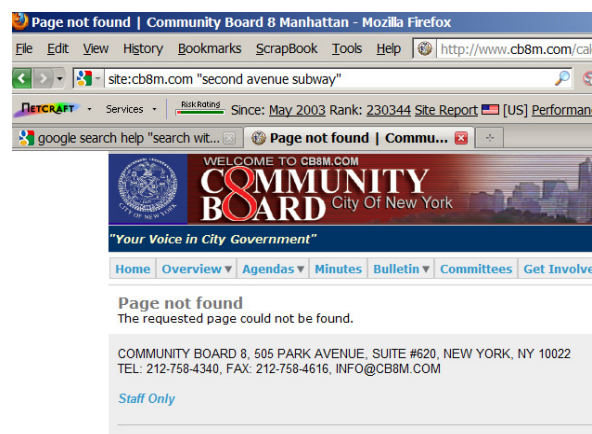 Page not found | Community Board 8 Manhattan - Mozilla Firefox
File Edit View History Bookmarks ScrapBook Tools Help http://www.cb8m.com/cal
site:cb8m.com "second avenue subway"
NETCRAFT Services Risk Rating Since: May 2003 Rank: 230344 Site Report [US] Performan
google search help "search wit... Page not found | Commu...
WELCOME TO CB8M.COM
COMMUNITY
BOARD City Of New York
CITY OF NEW YORK
"Your Voice in City Government"
Home Overview Agendas Minutes Bulletin Committees Get Involve
Page not found
The requested page could not be found.
COMMUNITY BOARD 8, 505 PARK AVENUE, SUITE #620, NEW YORK, NY 10022
TEL: 212-758-4340, FAX: 212-758-4616, INFO@CB8M.COM
Staff Only